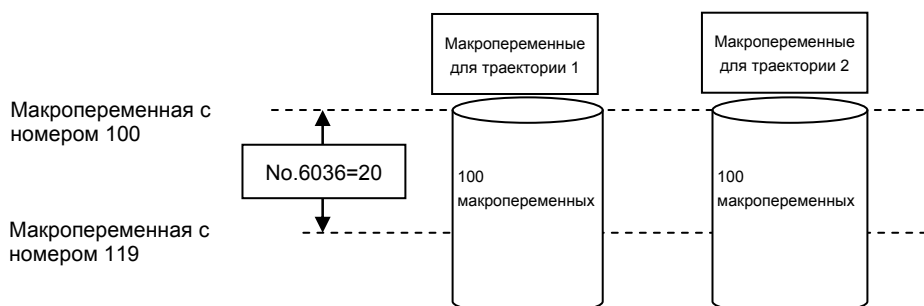 Макропеременные
для траектории 1
Макропеременные
для траектории 2
Макропеременная с
номером 100
No.6036=20
100
макропеременных
100
макропеременных
Макропеременная с
номером 119